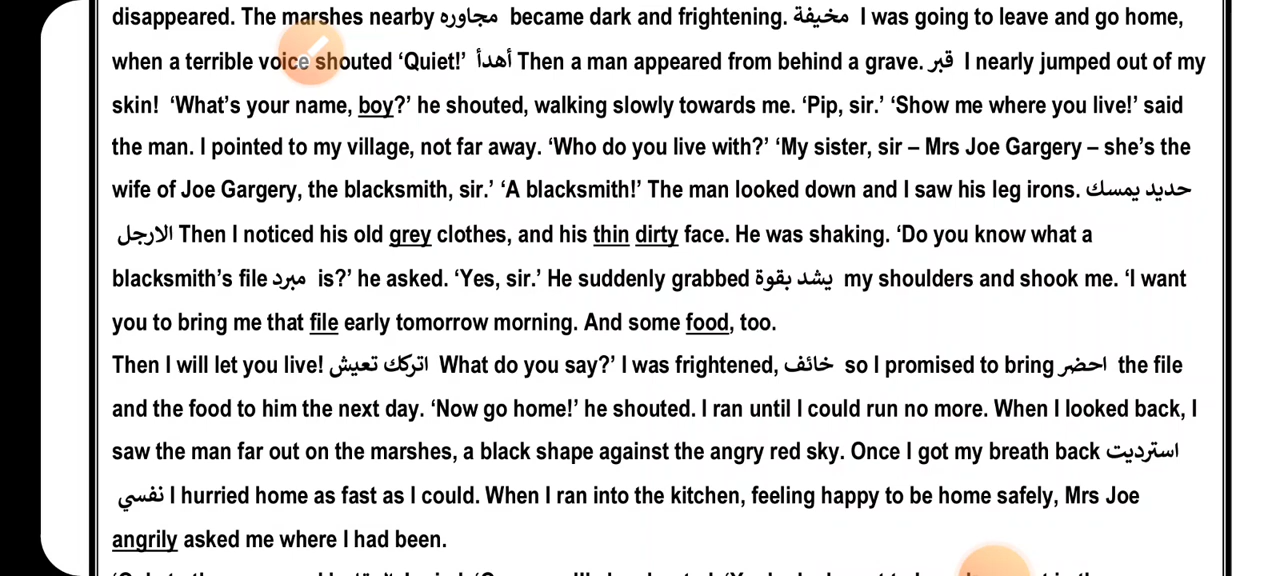 disappeared. The marshes nearby مجاوره became dark and frightening. مخيفة I was going to leave and go home,
when a terrible voice shouted ‘Quiet!’ أهدأ Then a man appeared from behind a grave. قبر I nearly jumped out of my
skin! ‘What’s your name, boy?’ he shouted, walking slowly towards me. ‘Pip, sir.’ ‘Show me where you live!’ said
the man. I pointed to my village, not far away. ‘Who do you live with?’ ‘My sister, sir – Mrs Joe Gargery – she’s the
wife of Joe Gargery, the blacksmith, sir.’ ‘A blacksmith!’ The man looked down and I saw his leg irons. حديد يمسك
الارجل Then I noticed his old grey clothes, and his thin dirty face. He was shaking. ‘Do you know what a
blacksmith’s file مبرد is?’ he asked. ‘Yes, sir.’ He suddenly grabbed يشد بقوة my shoulders and shook me. ‘I want
you to bring me that file early tomorrow morning. And some food, too.
Then I will let you live! اتركك تعيش What do you say?’ I was frightened, خائف so I promised to bring احضر the file
and the food to him the next day. ‘Now go home!’ he shouted. I ran until I could run no more. When I looked back, I
saw the man far out on the marshes, a black shape against the angry red sky. Once I got my breath back استرديت
نفسي I hurried home as fast as I could. When I ran into the kitchen, feeling happy to be home safely, Mrs Joe
angrily asked me where I had been.